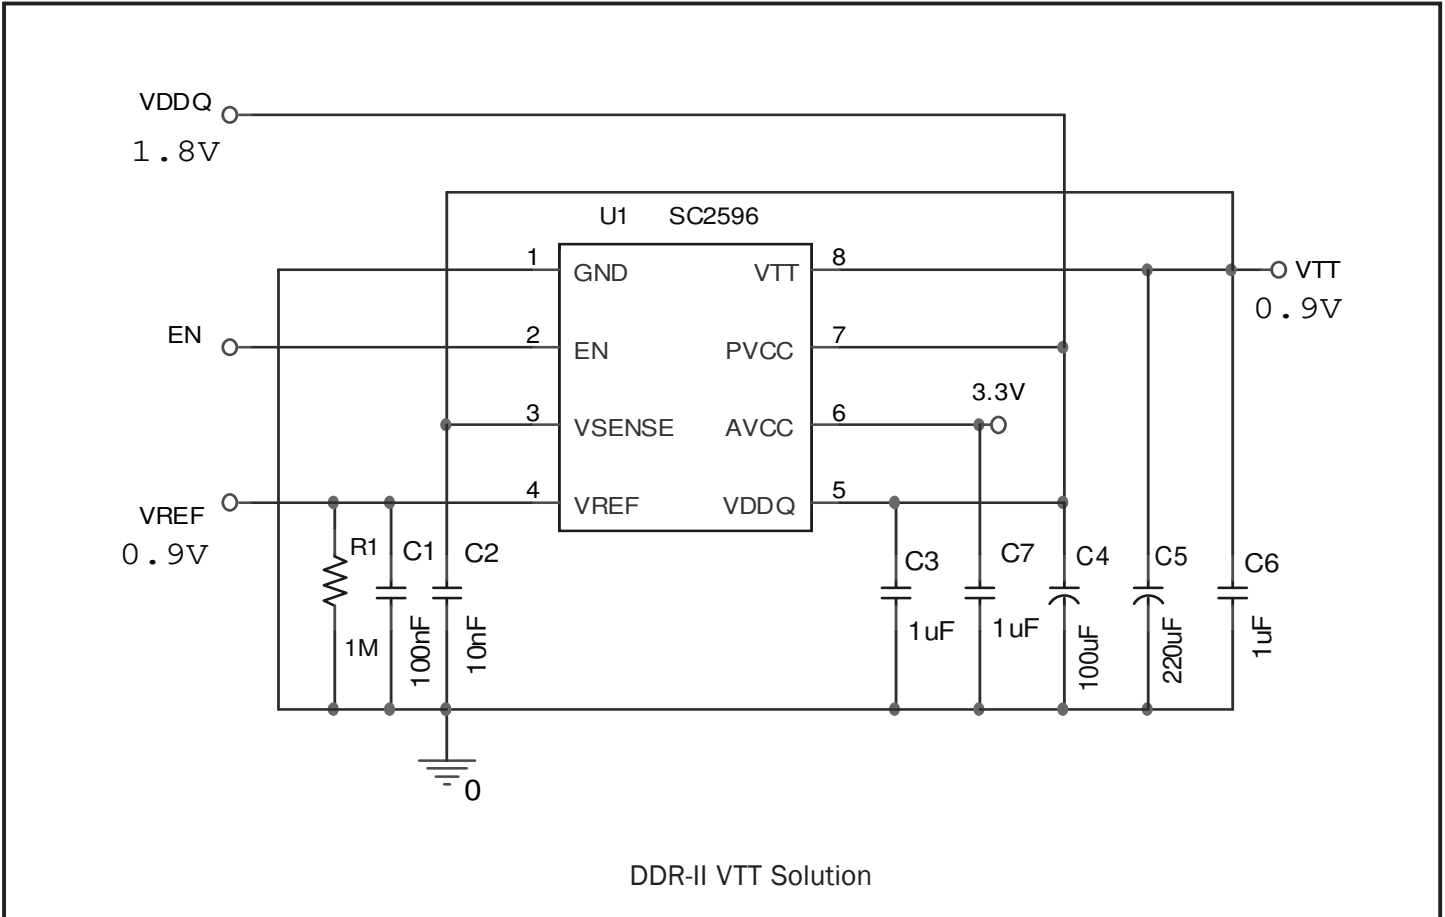 VDDQ
1.8V
U1 SC2596
1 GND VTT 8
VTT
0.9V
EN
2 EN PVCC 7
3.3V
3 VSENSE AVCC 6
4 VREF VDDQ 5
VREF
0.9V
R1 C1 C2
C3 C7 C4 C5 C6
1M 100nF 10nF
1uF 1uF 100uF 220uF 1uF
0
DDR-II VTT Solution